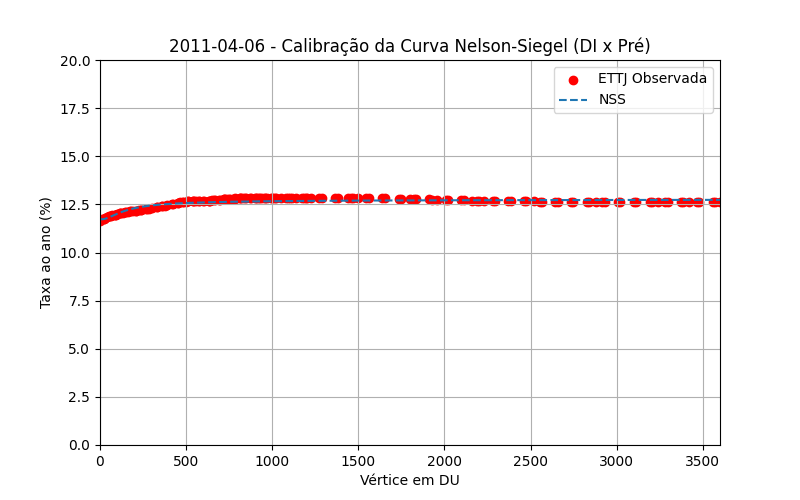 2011-04-06 - Calibração da Curva Nelson-Siegel (DI x Pré)
ETTJ Observada
NSS
Taxa ao ano (%)
20.0
17.5
15.0
12.5
10.0
7.5
5.0
2.5
0.0
0 500 1000 1500 2000 2500 3000 3500
Vértice em DU